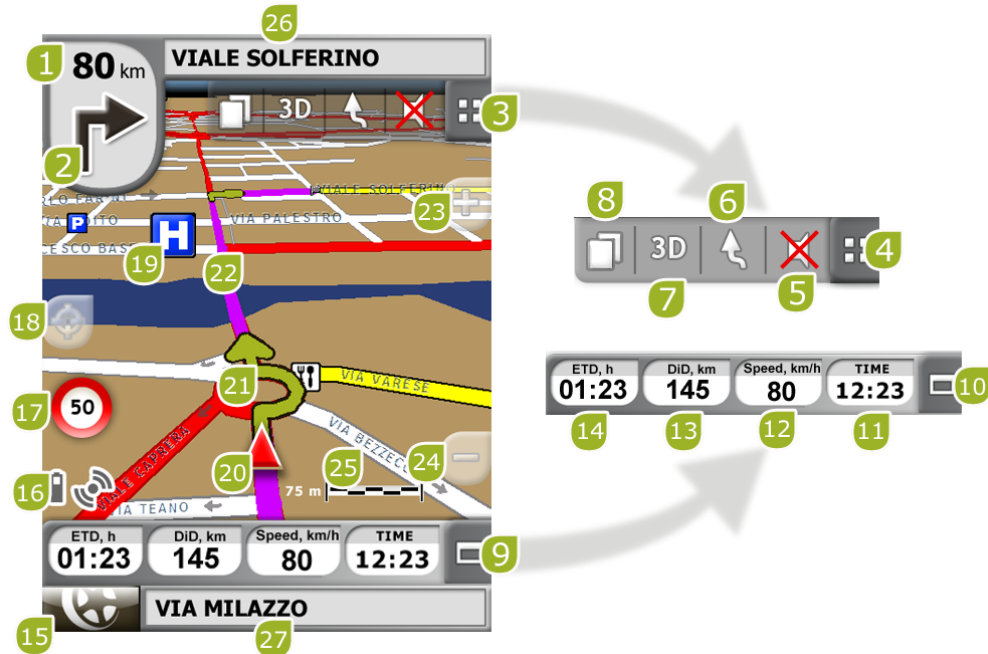 26
VIALE SOLFERINO
1
80 km
2
3D
3
VIALE SOLFERINO
23
VIA PALESTRO
P
H
19
22
18
21
VIA VARESE
17
50
VIA BEZZECC
20
25
24
VIALE CAPRERA
16
75 m
VIA TEANO
ETD, h
01:23
DiD, km
145
Speed, km/h
80
TIME
12:23
9
15
VIA MILAZZO
27
8
6
3D
4
7
5
ETD, h
01:23
DiD, km
145
Speed, km/h
80
TIME
12:23
10
14
13
12
11